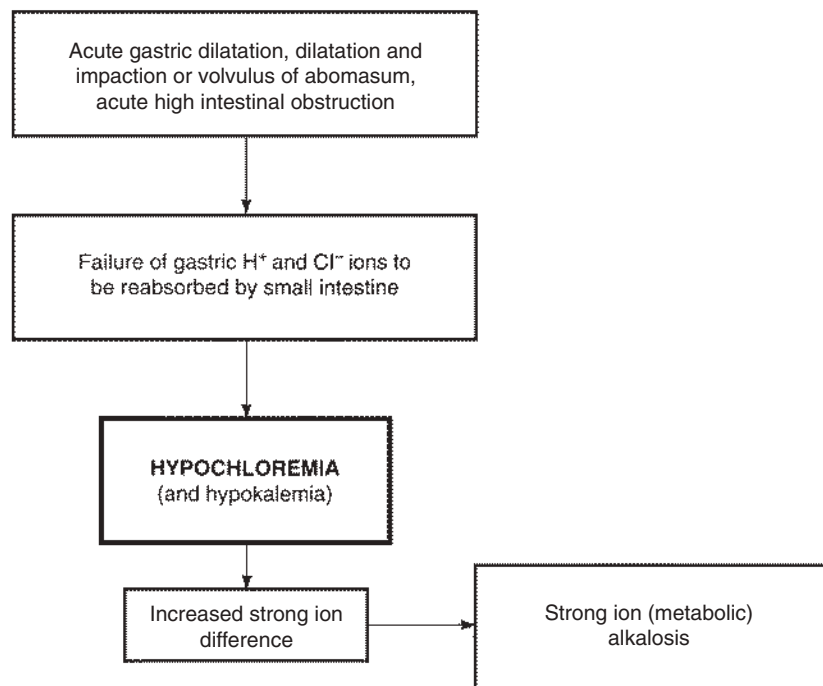 Acute gastric dilatation, dilatation and
impaction or volvulus of abomasum,
acute high intestinal obstruction
Failure of gastric H⁺ and Cl⁻ ions to
be reabsorbed by small intestine
HYPOCHLOREMIA
(and hypokalemia)
Increased strong ion
difference
Strong ion (metabolic)
alkalosis